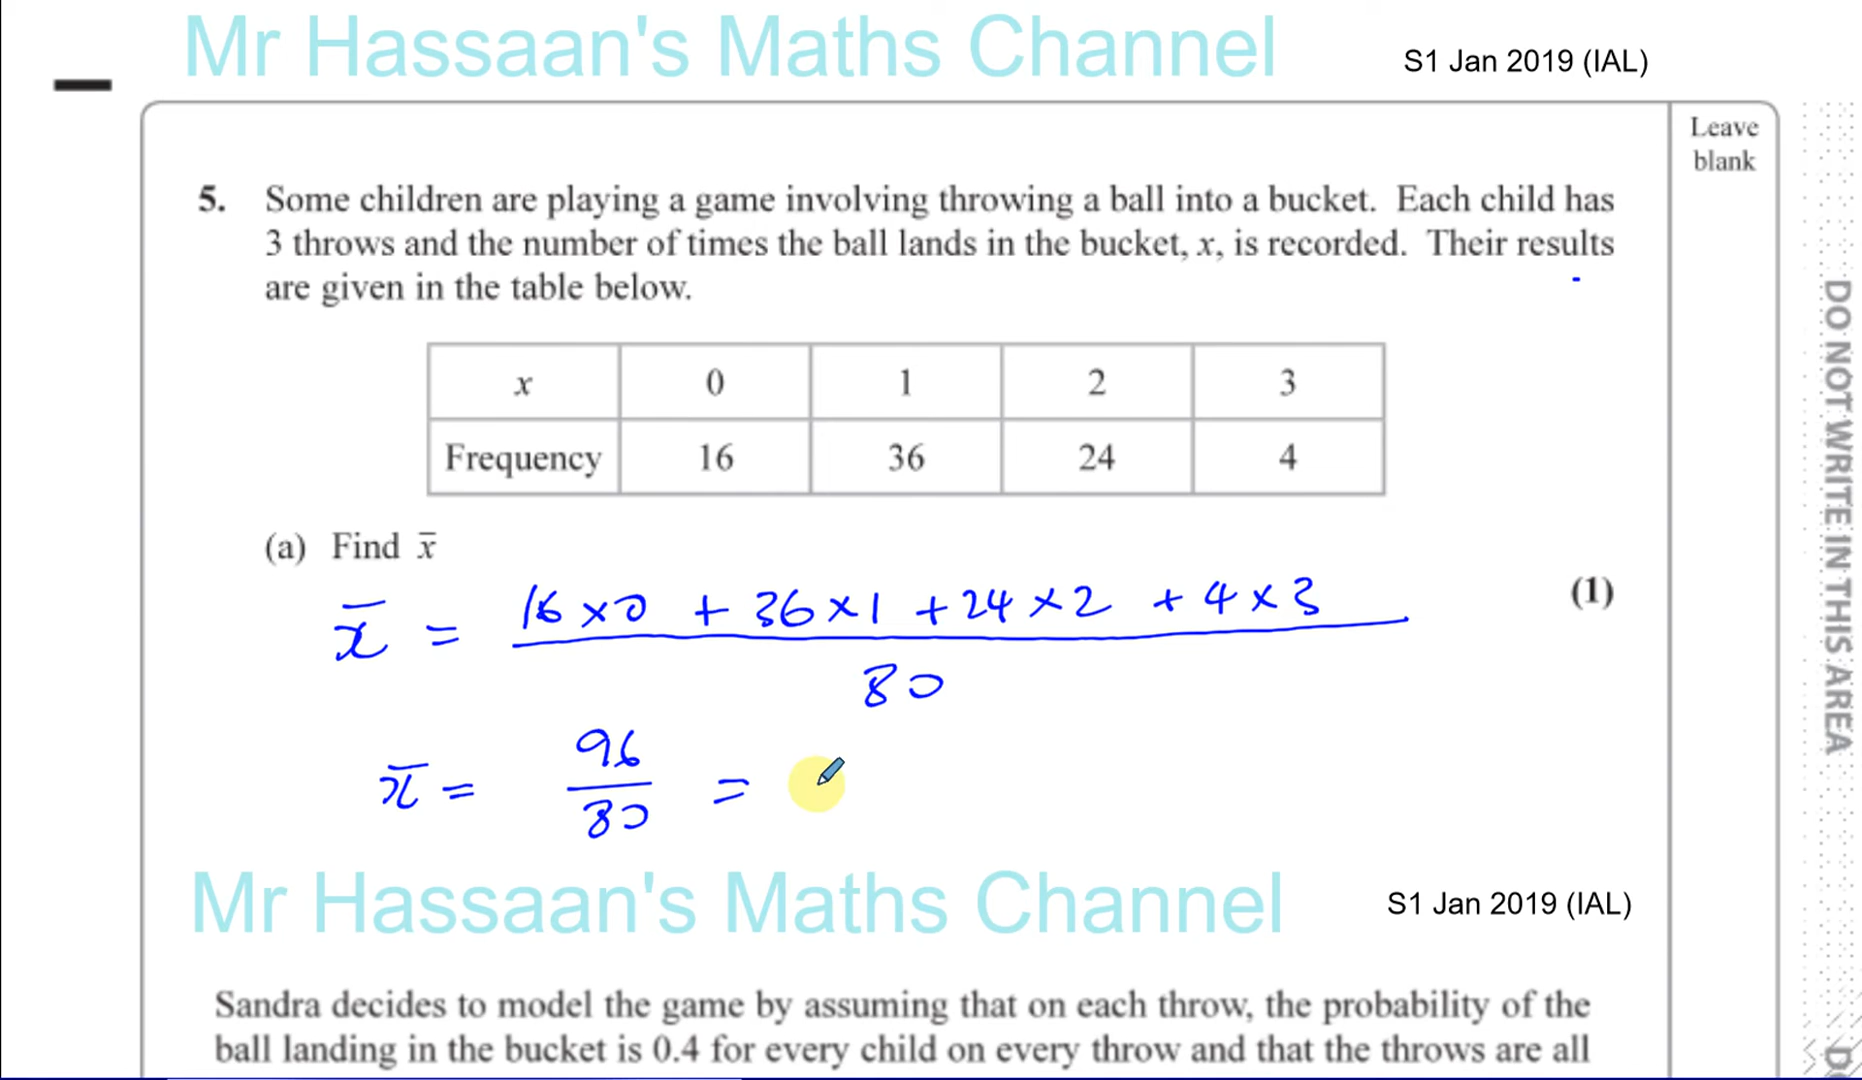 Mr Hassaan's Maths Channel
S1 Jan 2019 (IAL)
Leave
blank
5. Some children are playing a game involving throwing a ball into a bucket. Each child has
3 throws and the number of times the ball lands in the bucket, x, is recorded. Their results
are given in the table below.
x 0 1 2 3
Frequency 16 36 24 4
(a) Find x̄
(1)
x̄ = 16 × 0 + 36 × 1 + 24 × 2 + 4 × 3
80
x̄ = 96
80
=
Mr Hassaan's Maths Channel
S1 Jan 2019 (IAL)
Sandra decides to model the game by assuming that on each throw, the probability of the
ball landing in the bucket is 0.4 for every child on every throw and that the throws are all
DO NOT WRITE IN THIS AREA